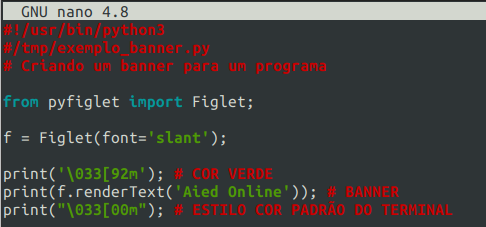 GNU nano 4.8
#!/usr/bin/python3
#/tmp/exemplo_banner.py
# Criando um banner para um programa
from pyfiglet import Figlet;
f = Figlet(font='slant');
print('\033[92m'); # COR VERDE
print(f.renderText('Aied Online')); # BANNER
print("\033[00m"); # ESTILO COR PADRÃO DO TERMINAL